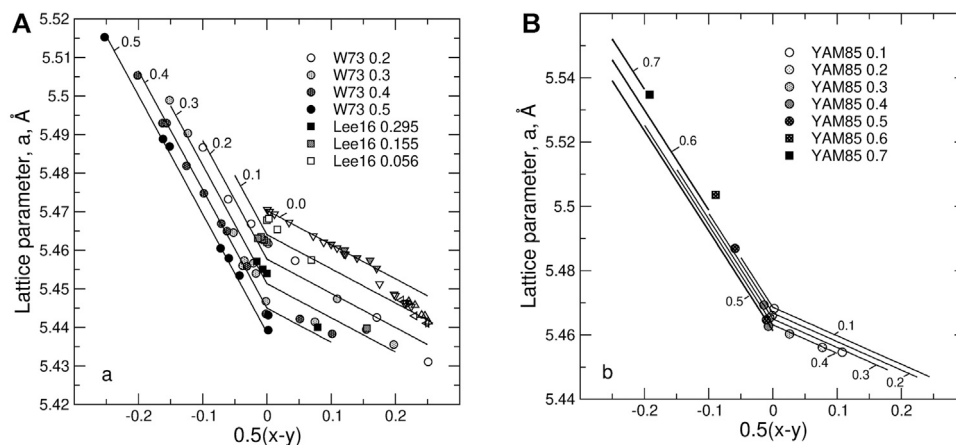 A
Lattice parameter, a, Å
5.52
5.51
5.5
5.49
5.48
5.47
5.46
5.45
5.44
5.43
5.42
0.5
0.4
0.3
0.2
0.1
0.0
W73 0.2
W73 0.3
W73 0.4
W73 0.5
Lee16 0.295
Lee16 0.155
Lee16 0.056
a
-0.3 -0.2 -0.1 0 0.1 0.2 0.3
0.5(x-y)
B
Lattice parameter, a, Å
5.54
5.52
5.5
5.48
5.46
5.44
0.7
0.6
0.5
0.1
0.4
0.3
0.2
YAM85 0.1
YAM85 0.2
YAM85 0.3
YAM85 0.4
YAM85 0.5
YAM85 0.6
YAM85 0.7
b
-0.2 -0.1 0 0.1 0.2
0.5(x-y)